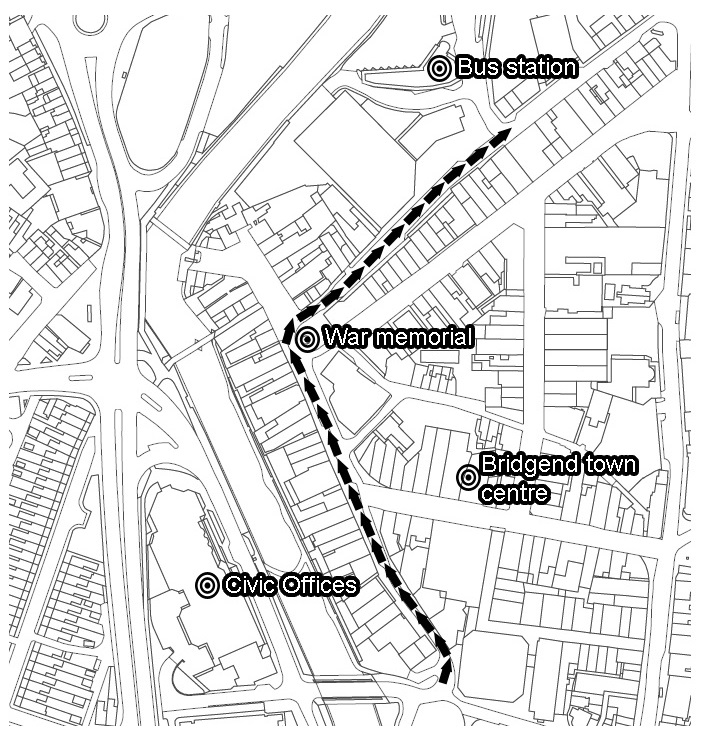 Bus station
War memorial
Bridgend town
centre
Civic Offices